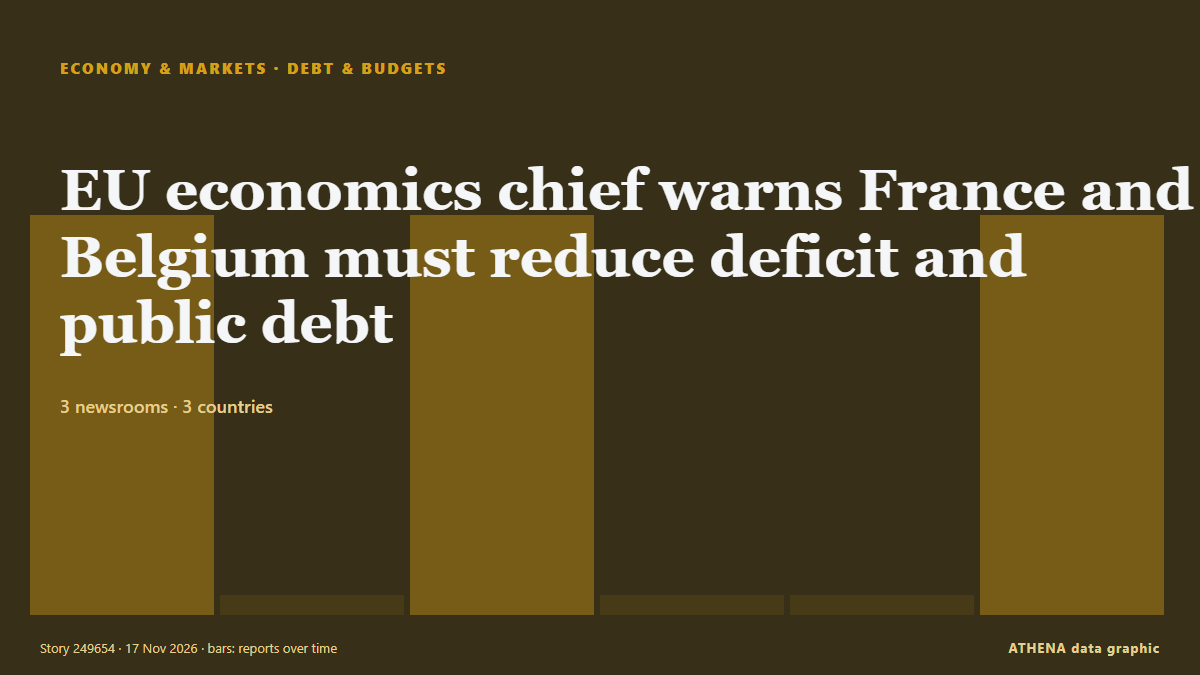 ECONOMY & MARKETS · DEBT & BUDGETS
EU economics chief warns France and
Belgium must reduce deficit and
public debt
3 newsrooms · 3 countries
Story 249654 · 17 Nov 2026 · bars: reports over time
ATHENA data graphic